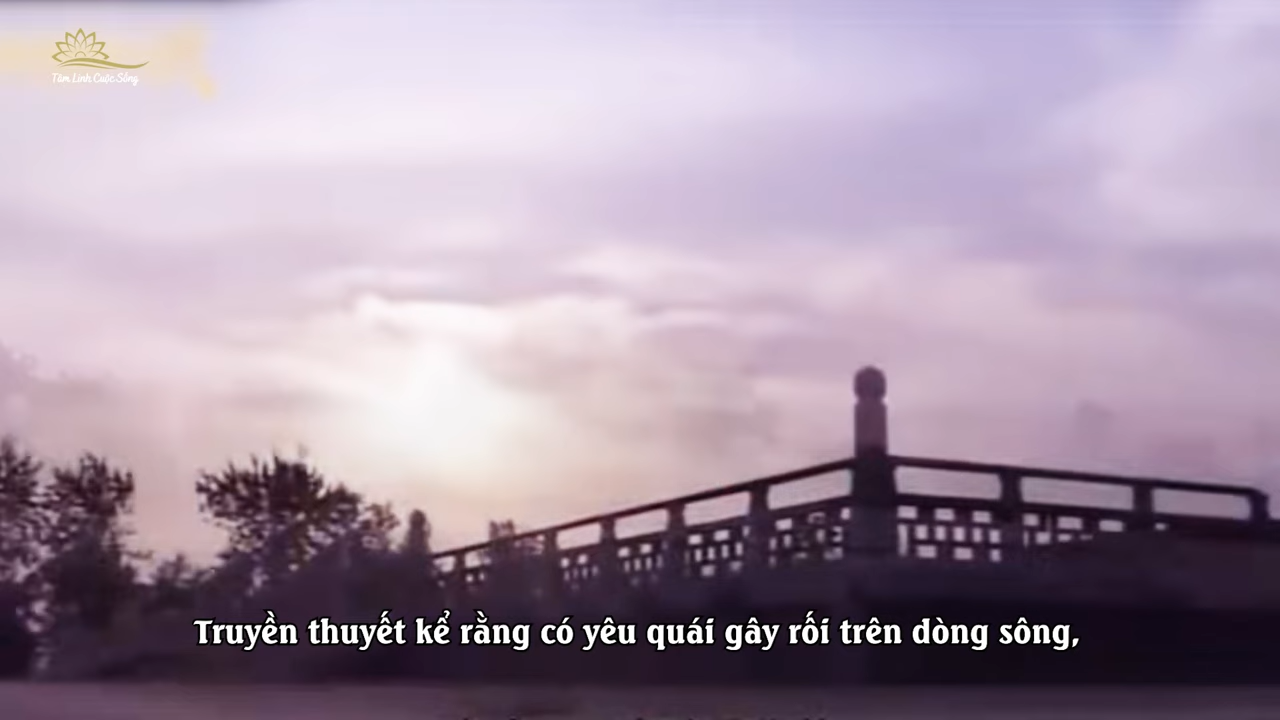 Tâm Linh Cuộc Sống
Truyền thuyết kể rằng có yêu quái gây rối trên dòng sông,